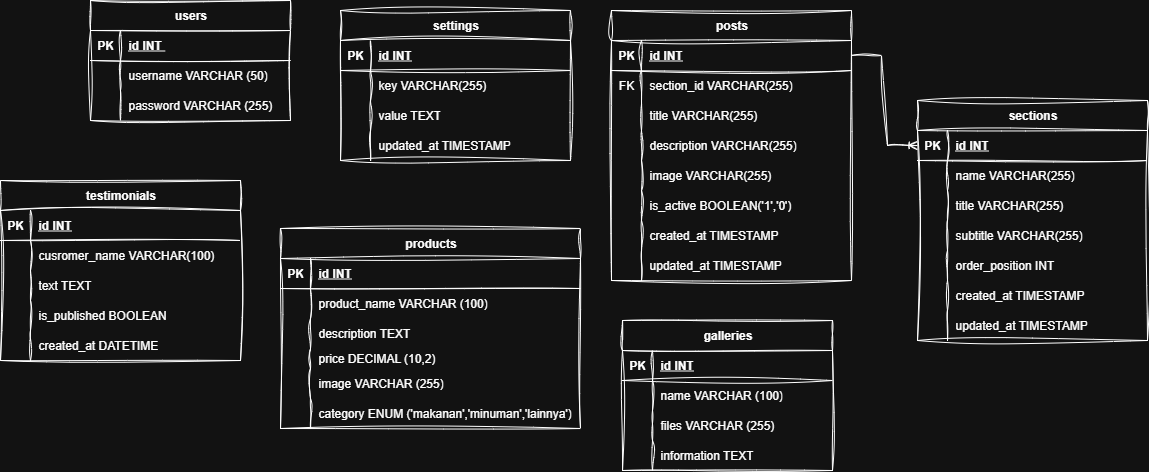 users
PK id INT
username VARCHAR (50)
password VARCHAR (255)
settings
PK id INT
key VARCHAR(255)
value TEXT
updated_at TIMESTAMP
posts
PK id INT
FK section_id VARCHAR(255)
title VARCHAR(255)
description VARCHAR(255)
image VARCHAR(255)
is_active BOOLEAN('1','0')
created_at TIMESTAMP
updated_at TIMESTAMP
sections
PK id INT
name VARCHAR(255)
title VARCHAR(255)
subtitle VARCHAR(255)
order_position INT
created_at TIMESTAMP
updated_at TIMESTAMP
testimonials
PK id INT
cusromer_name VARCHAR(100)
text TEXT
is_published BOOLEAN
created_at DATETIME
products
PK id INT
product_name VARCHAR (100)
description TEXT
price DECIMAL (10,2)
image VARCHAR (255)
category ENUM ('makanan','minuman','lainnya')
galleries
PK id INT
name VARCHAR (100)
files VARCHAR (255)
information TEXT